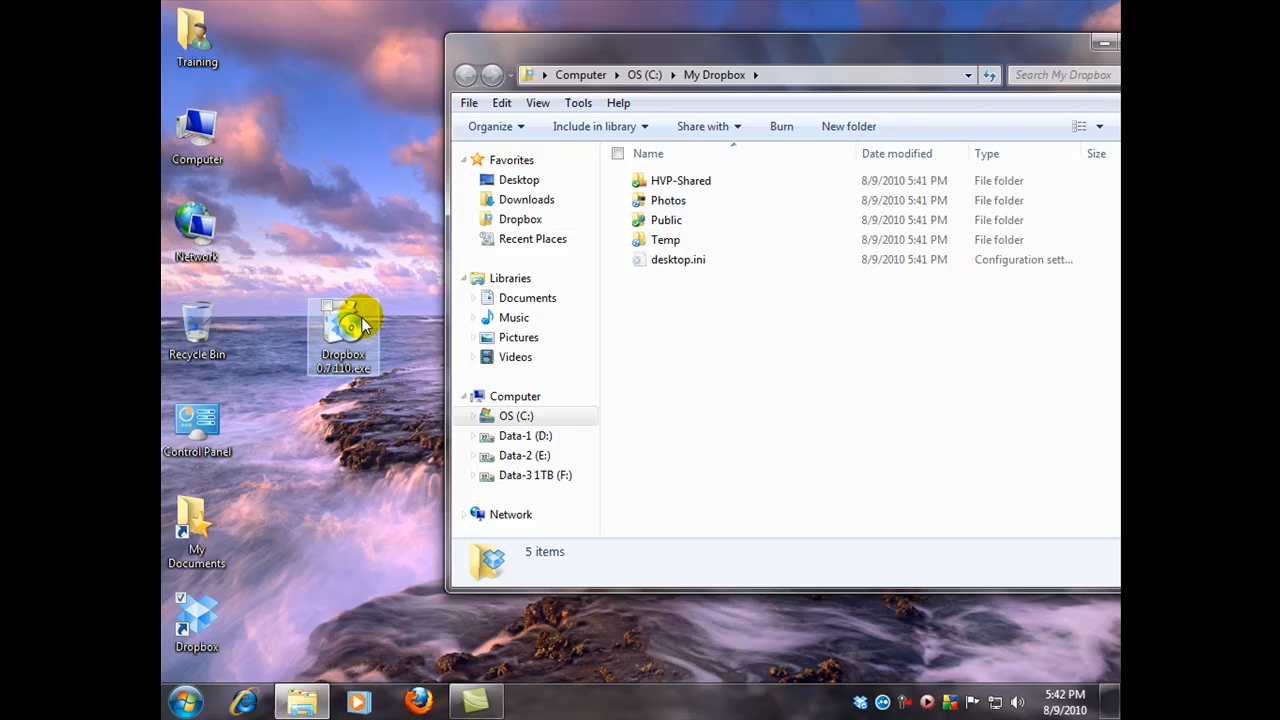 Training
Computer
Network
Recycle Bin
Control Panel
My
Documents
Dropbox
Dropbox
0.7.110.exe
Computer OS (C:) My Dropbox
Search My Dropbox
File Edit View Tools Help
Organize Include in library Share with Burn New folder
Favorites
Desktop
Downloads
Dropbox
Recent Places
Libraries
Documents
Music
Pictures
Videos
Computer
OS (C:)
Data-1 (D:)
Data-2 (E:)
Data-3 1TB (F:)
Network
Name Date modified Type Size
HVP-Shared 8/9/2010 5:41 PM File folder
Photos 8/9/2010 5:41 PM File folder
Public 8/9/2010 5:41 PM File folder
Temp 8/9/2010 5:41 PM File folder
desktop.ini 8/9/2010 5:41 PM Configuration sett...
5 items
5:42 PM
8/9/2010